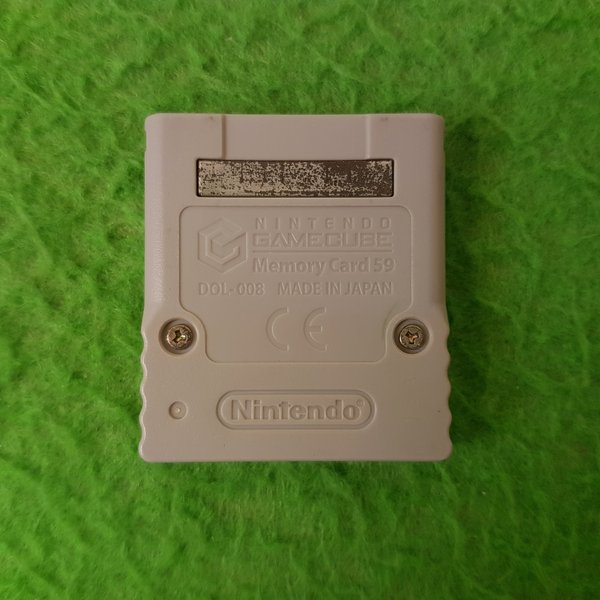 NINTENDO
GAMECUBE
Memory Card 59
DOL-008 MADE IN JAPAN
CE
Nintendo®